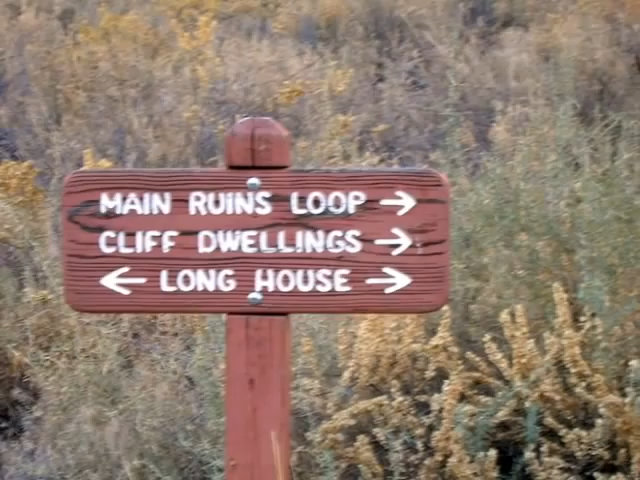 MAIN RUINS LOOP →
CLIFF DWELLINGS →
← LONG HOUSE →